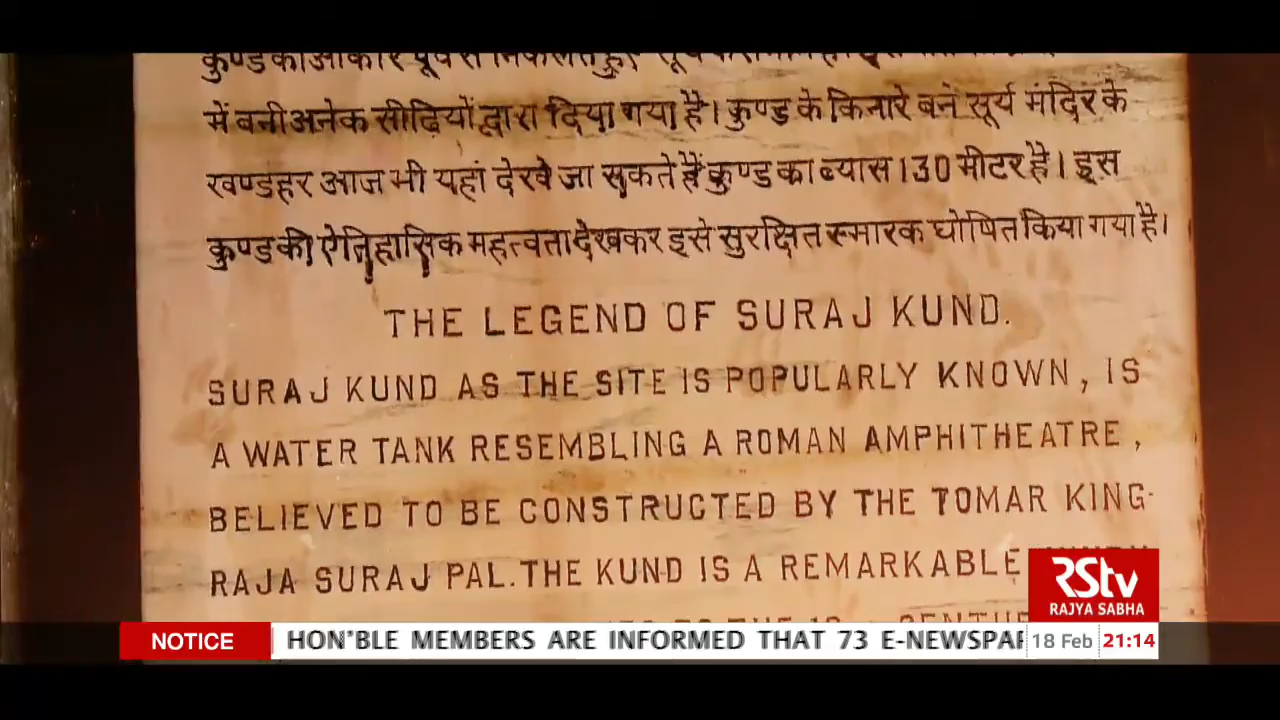 कुण्ड का आकार पूर्व से निकलते हुए सूर्य
में बनी अनेक सीढ़ियों द्वारा दिया गया है। कुण्ड के किनारे बने सूर्य मंदिर के
खण्डहर आज भी यहां देखे जा सकते हैं कुण्ड का व्यास 130 मीटर है। इस
कुण्ड की ऐतिहासिक महत्वता देखकर इसे सुरक्षित स्मारक घोषित किया गया है।
THE LEGEND OF SURAJ KUND.
SURAJ KUND AS THE SITE IS POPULARLY KNOWN, IS
A WATER TANK RESEMBLING A ROMAN AMPHITHEATRE,
BELIEVED TO BE CONSTRUCTED BY THE TOMAR KING-
RAJA SURAJ PAL. THE KUND IS A REMARKABLE
RStv
RAJYA SABHA
NOTICE HON'BLE MEMBERS ARE INFORMED THAT 73 E-NEWSPAP 18 Feb 21:14